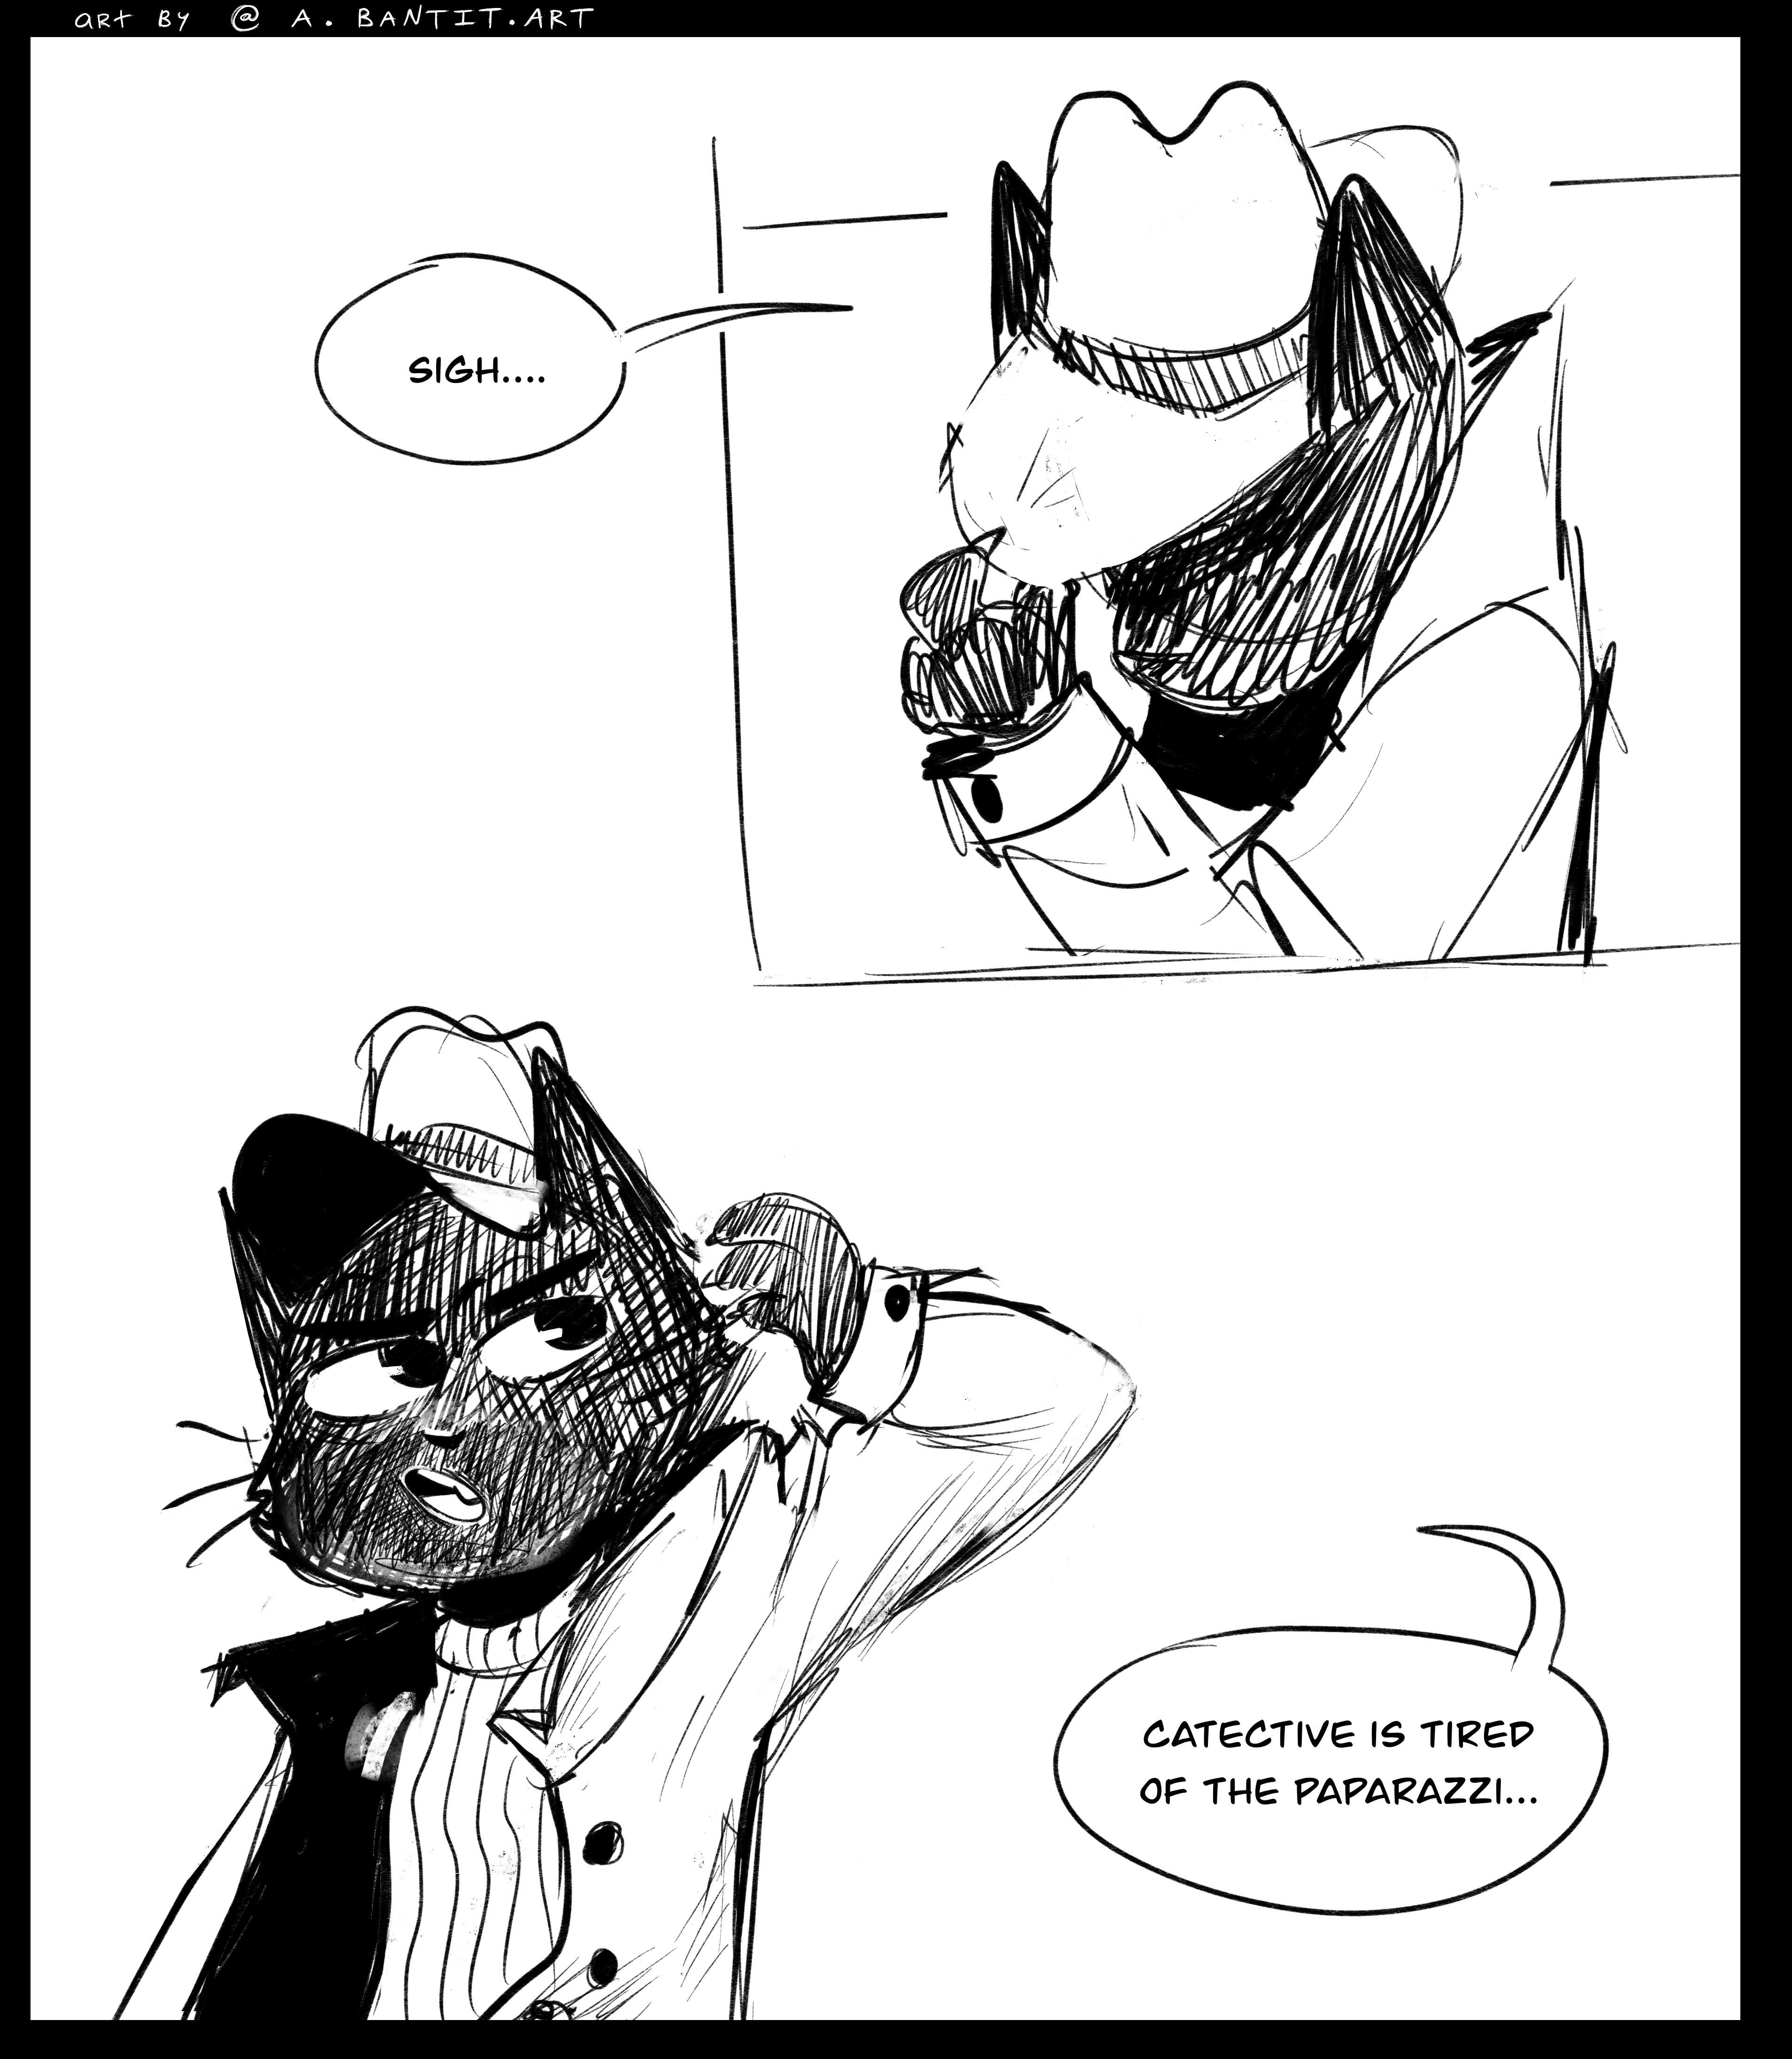 art by @ A. BANTIT.ART
SIGH....
CATECTIVE IS TIRED
OF THE PAPARAZZI...